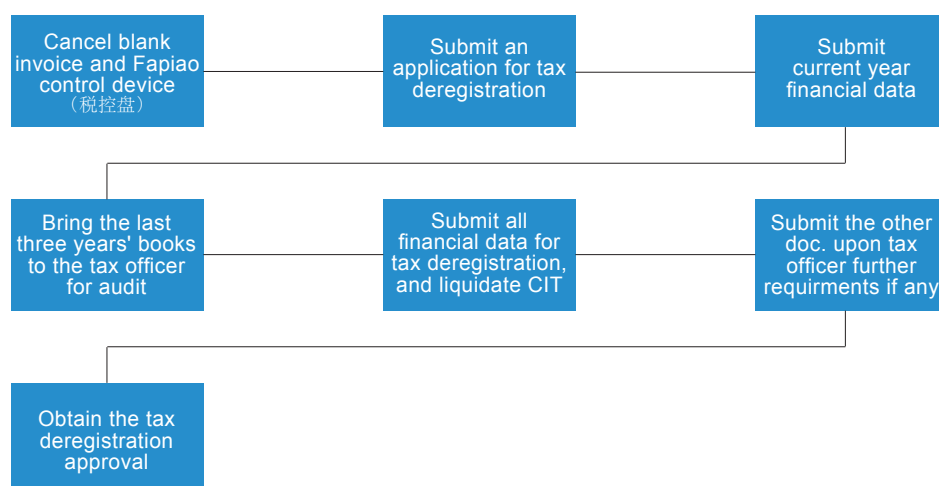 Cancel blank
invoice and Fapiao
control device
（税控盘）
Submit an
application for tax
deregistration
Submit
current year
financial data
Bring the last
three years' books
to the tax officer
for audit
Submit all
financial data for
tax deregistration,
and liquidate CIT
Submit the other
doc. upon tax
officer further
requirments if any
Obtain the tax
deregistration
approval